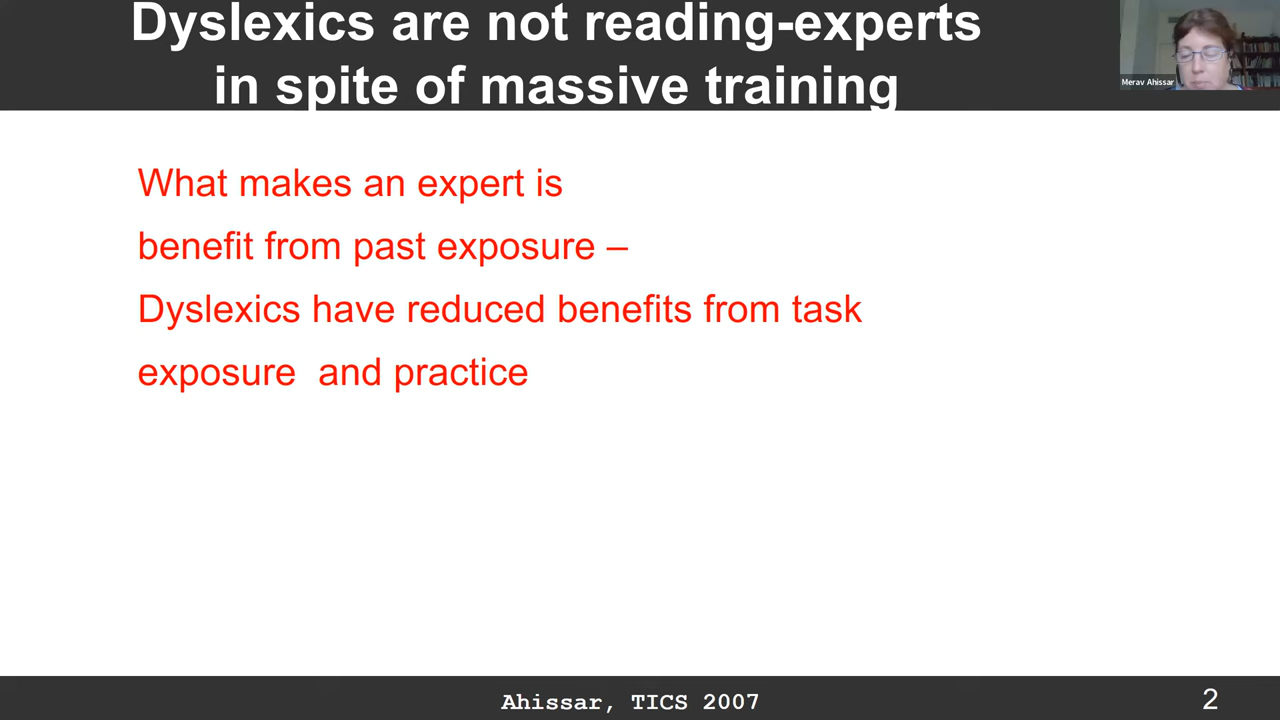 Dyslexics are not reading-experts
in spite of massive training
Merav Ahissar
What makes an expert is
benefit from past exposure –
Dyslexics have reduced benefits from task
exposure  and practice
Ahissar, TICS 2007
2